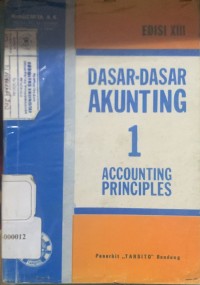 EDISI XIII
DASAR-DASAR
AKUNTING
1
ACCOUNTING
PRINCIPLES
000012
Penerbit „TARSITO" Bandung